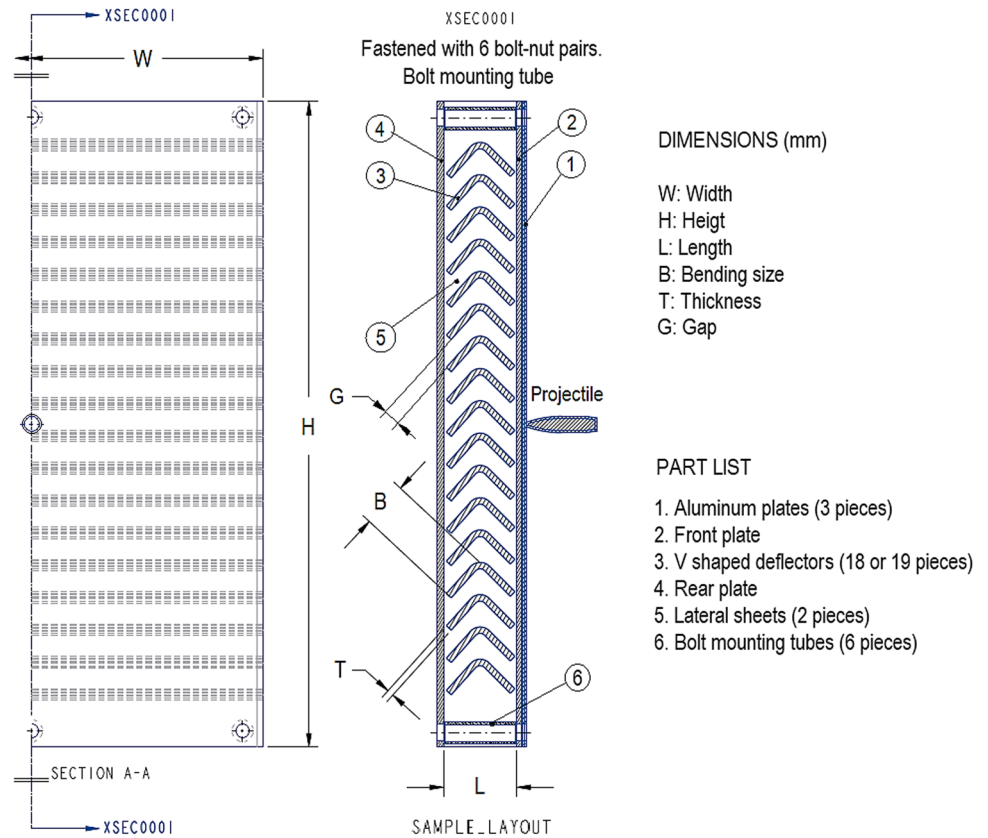 XSEC0001
W
SECTION A-A
XSEC0001
XSEC0001
Fastened with 6 bolt-nut pairs.
Bolt mounting tube
4
2
3
1
5
G
H
Projectile
B
T
6
L
SAMPLE_LAYOUT
DIMENSIONS (mm)
W: Width
H: Heigt
L: Length
B: Bending size
T: Thickness
G: Gap
PART LIST
1. Aluminum plates (3 pieces)
2. Front plate
3. V shaped deflectors (18 or 19 pieces)
4. Rear plate
5. Lateral sheets (2 pieces)
6. Bolt mounting tubes (6 pieces)